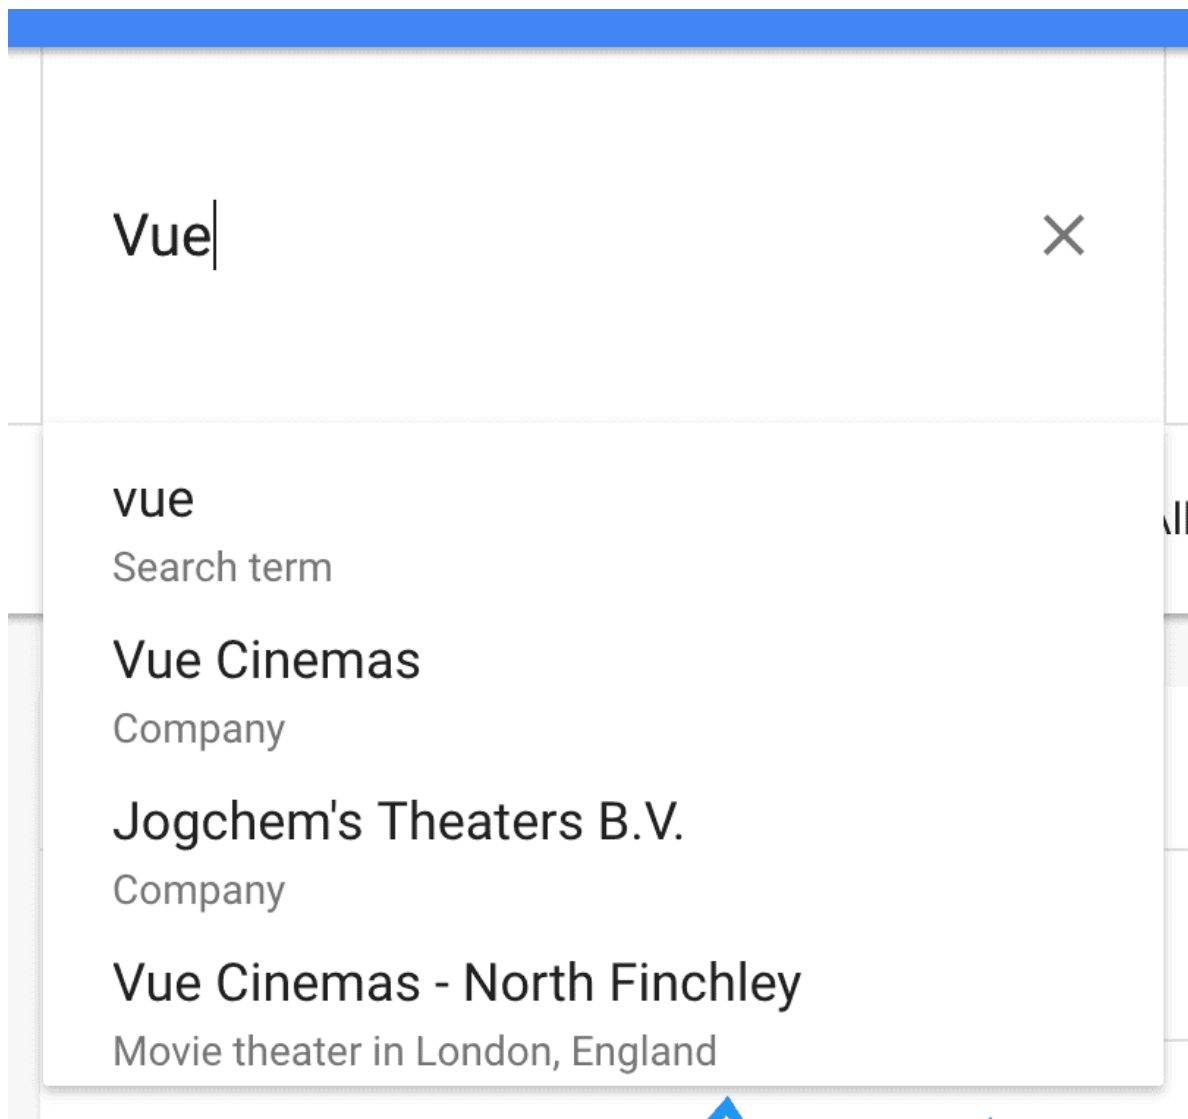 Vue
vue
Search term
Vue Cinemas
Company
Jogchem's Theaters B.V.
Company
Vue Cinemas - North Finchley
Movie theater in London, England